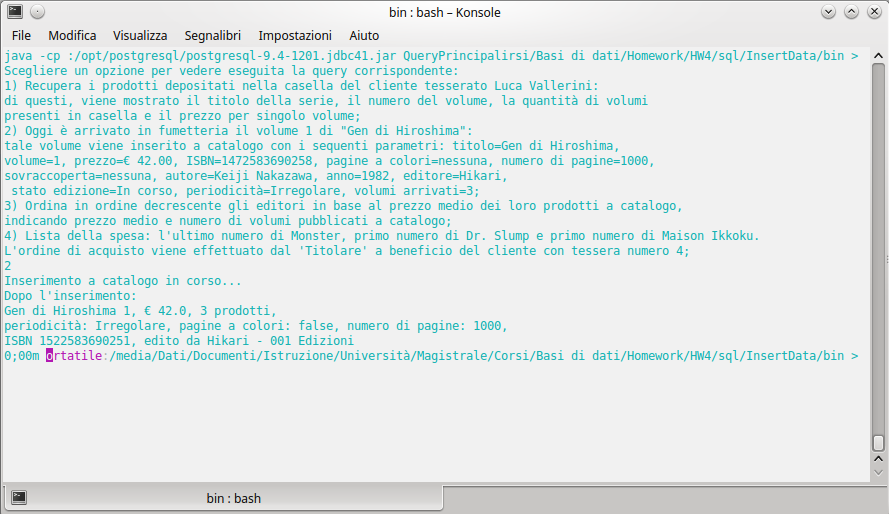 bin : bash – Konsole
File Modifica Visualizza Segnalibri Impostazioni Aiuto
java -cp :/opt/postgresql/postgresql-9.4-1201.jdbc41.jar QueryPrincipalirsi/Basi di dati/Homework/HW4/sql/InsertData/bin >
Scegliere un opzione per vedere eseguita la query corrispondente:
1) Recupera i prodotti depositati nella casella del cliente tesserato Luca Vallerini:
di questi, viene mostrato il titolo della serie, il numero del volume, la quantità di volumi
presenti in casella e il prezzo per singolo volume;
2) Oggi è arrivato in fumetteria il volume 1 di "Gen di Hiroshima":
tale volume viene inserito a catalogo con i sequenti parametri: titolo=Gen di Hiroshima,
volume=1, prezzo=€ 42.00, ISBN=1472583690258, pagine a colori=nessuna, numero di pagine=1000,
sovraccoperta=nessuna, autore=Keiji Nakazawa, anno=1982, editore=Hikari,
stato edizione=In corso, periodicità=Irregolare, volumi arrivati=3;
3) Ordina in ordine decrescente gli editori in base al prezzo medio dei loro prodotti a catalogo,
indicando prezzo medio e numero di volumi pubblicati a catalogo;
4) Lista della spesa: l'ultimo numero di Monster, primo numero di Dr. Slump e primo numero di Maison Ikkoku.
L'ordine di acquisto viene effettuato dal 'Titolare' a beneficio del cliente con tessera numero 4;
2
Inserimento a catalogo in corso...
Dopo l'inserimento:
Gen di Hiroshima 1, € 42.0, 3 prodotti,
periodicità: Irregolare, pagine a colori: false, numero di pagine: 1000,
ISBN 1522583690251, edito da Hikari - 001 Edizioni
0;00m ortatile:/media/Dati/Documenti/Istruzione/Università/Magistrale/Corsi/Basi di dati/Homework/HW4/sql/InsertData/bin >
bin : bash